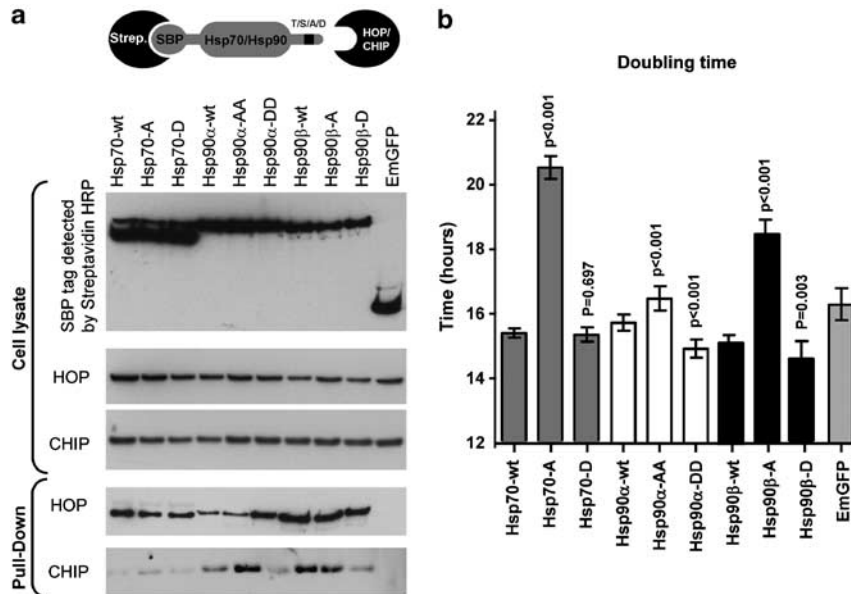 a
Strep.
SBP
Hsp70/Hsp90
T/S/A/D
HOP/
CHIP
Hsp70-wt
Hsp70-A
Hsp70-D
Hsp90α-wt
Hsp90α-AA
Hsp90α-DD
Hsp90β-wt
Hsp90β-A
Hsp90β-D
EmGFP
Cell lysate
SBP tag detected
by Streptavidin HRP
HOP
CHIP
Pull-Down
HOP
CHIP
b
Doubling time
Time (hours)
22
20
18
16
14
12
p<0.001
P=0.697
p<0.001
p<0.001
p<0.001
P=0.003
Hsp70-wt
Hsp70-A
Hsp70-D
Hsp90α-wt
Hsp90α-AA
Hsp90α-DD
Hsp90β-wt
Hsp90β-A
Hsp90β-D
EmGFP